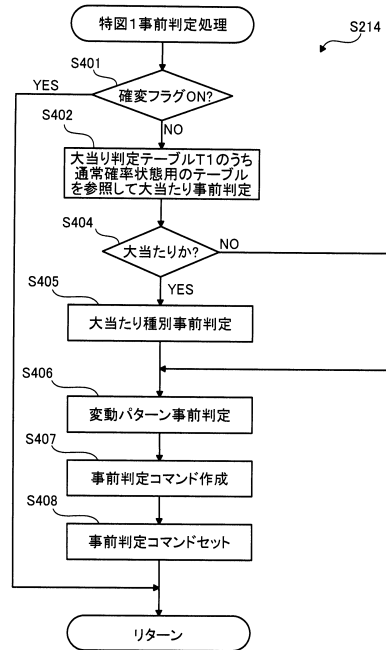 特図1事前判定処理
S214
S401
YES
確変フラグON?
NO
S402
大当り判定テーブルT1のうち
通常確率状態用のテーブル
を参照して大当たり事前判定
S404
大当たりか?
NO
YES
S405
大当たり種別事前判定
S406
変動パターン事前判定
S407
事前判定コマンド作成
S408
事前判定コマンドセット
リターン